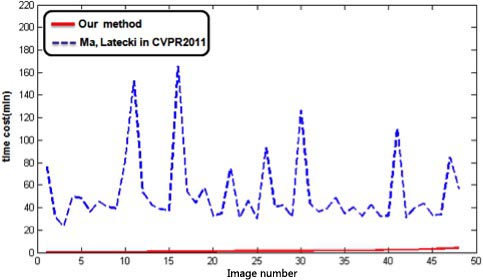 220
200
180
160
140
120
100
80
60
40
20
0
time cost(min)
Our method
Ma, Latecki in CVPR2011
0 5 10 15 20 25 30 35 40 45 50
Image number